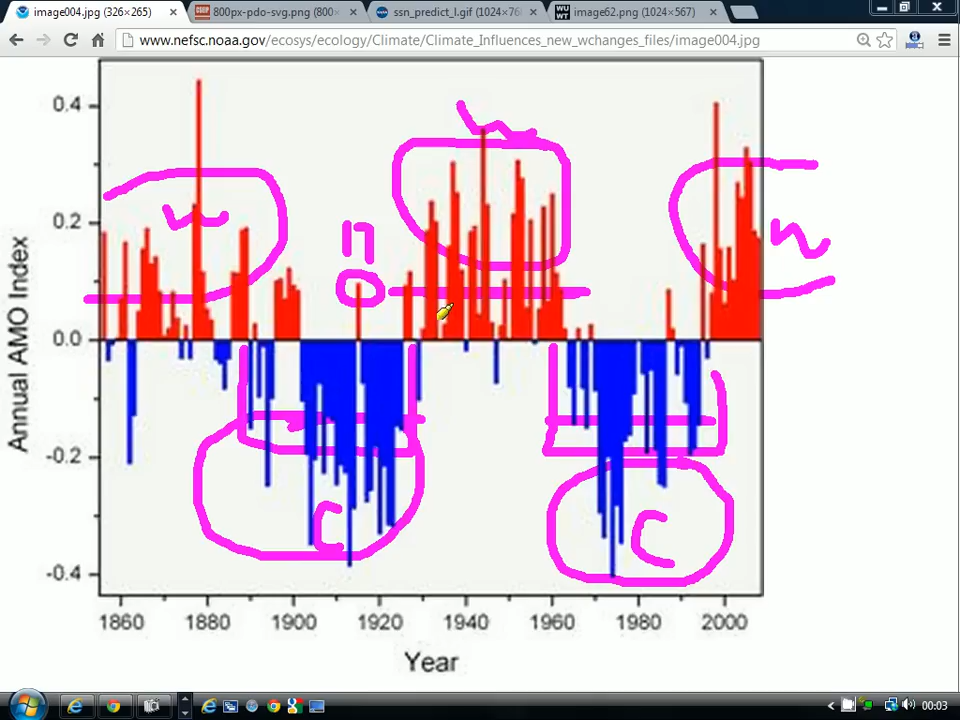 image004.jpg (326×265)
800px-pdo-svg.png (800×
ssn_predict_l.gif (1024×76
image62.png (1024×567)
www.nefsc.noaa.gov/ecosys/ecology/Climate/Climate_Influences_new_wchanges_files/image004.jpg
0.4
0.2
0.0
-0.2
-0.4
Annual AMO Index
W
W
W
C
C
1860 1880 1900 1920 1940 1960 1980 2000
Year
00:03